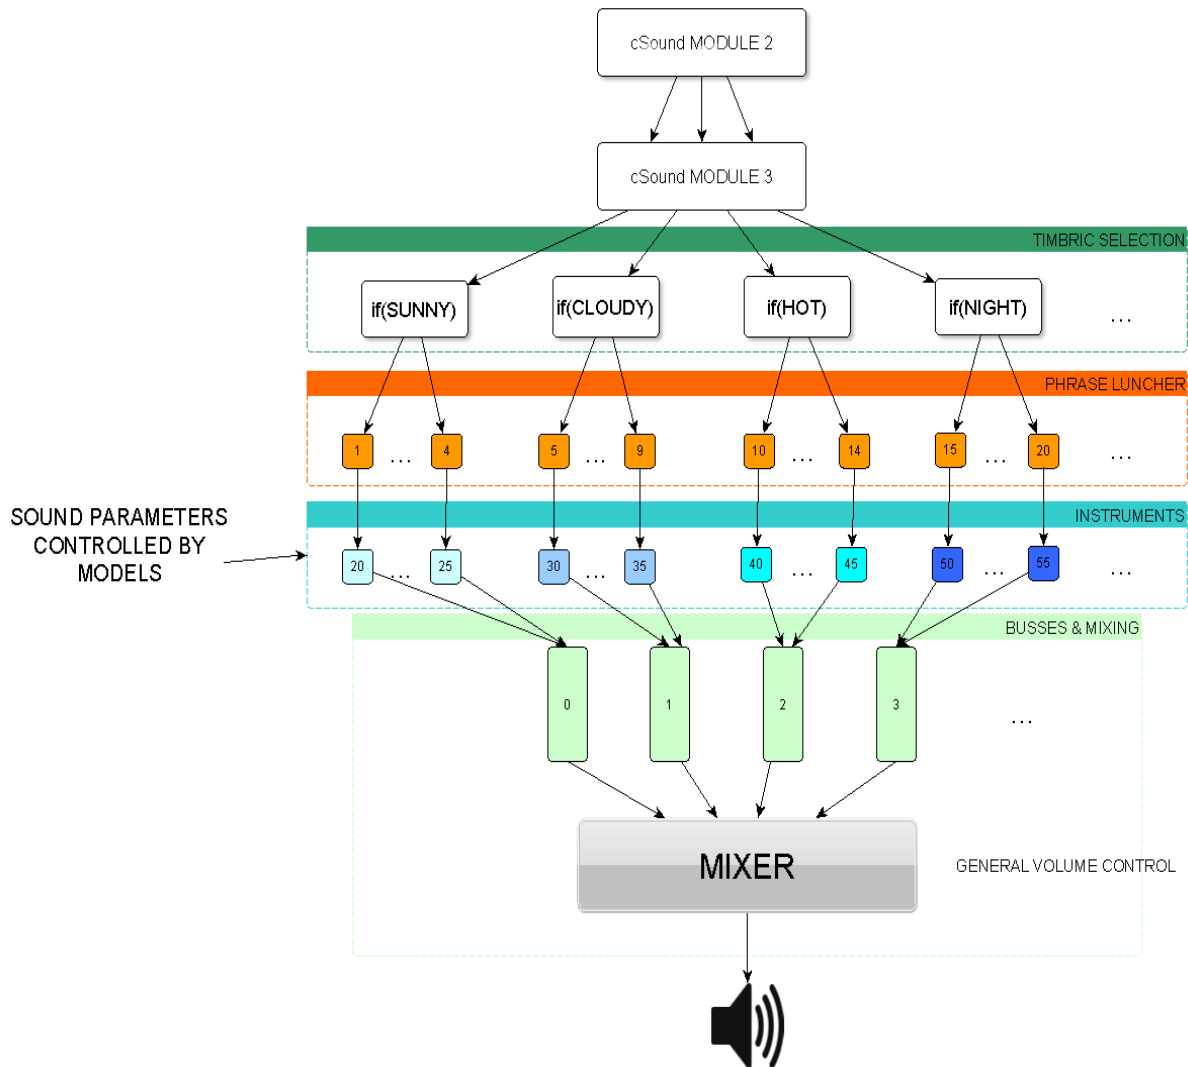 cSound MODULE 2
cSound MODULE 3
TIMBRIC SELECTION
if(SUNNY)
if(CLOUDY)
if(HOT)
if(NIGHT)
...
PHRASE LUNCHER
1 ... 4 5 ... 9 10 ... 14 15 ... 20 ...
SOUND PARAMETERS
CONTROLLED BY
MODELS
INSTRUMENTS
20 ... 25 30 ... 35 40 ... 45 50 ... 55 ...
BUSSES & MIXING
0 1 2 3 ...
MIXER
GENERAL VOLUME CONTROL